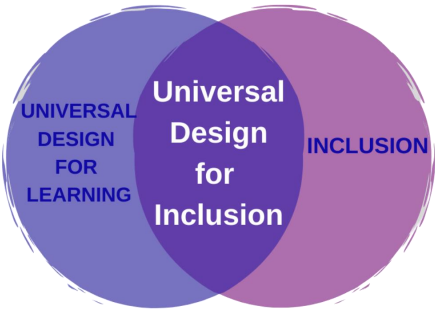 UNIVERSAL
DESIGN
FOR
LEARNING
Universal
Design
for
Inclusion
INCLUSION